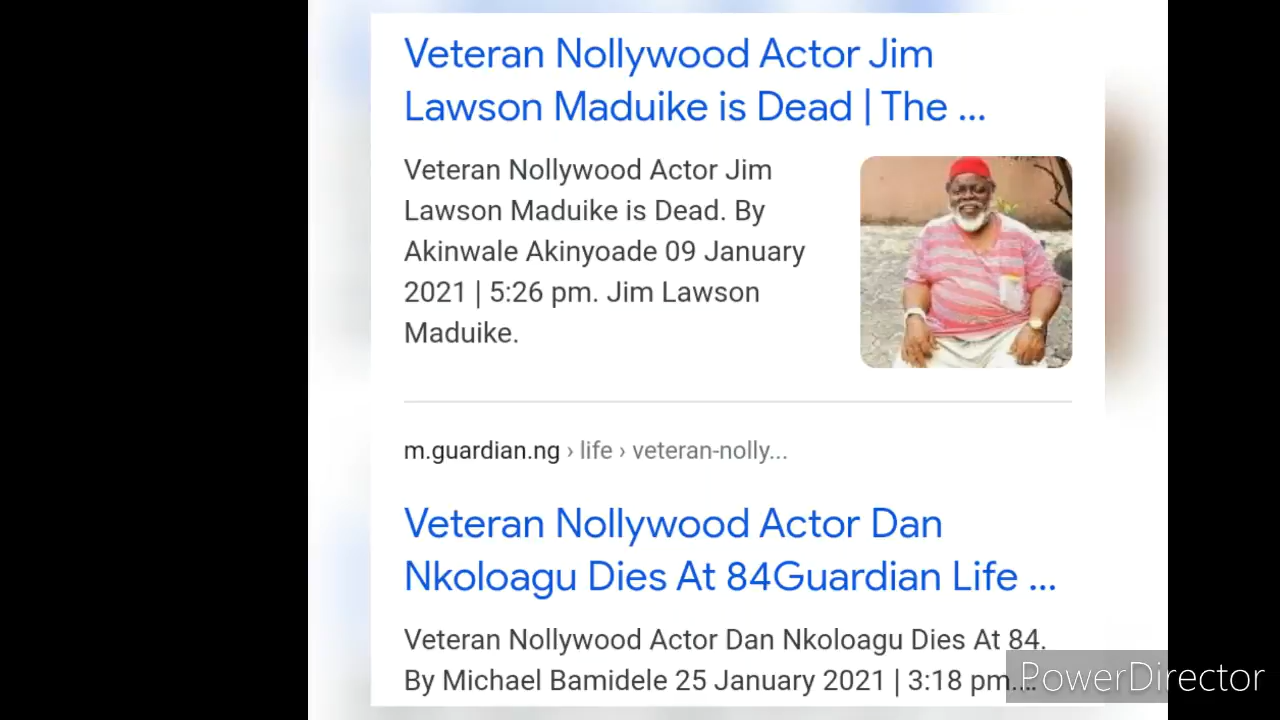 Veteran Nollywood Actor Jim
Lawson Maduike is Dead | The ...
Veteran Nollywood Actor Jim
Lawson Maduike is Dead. By
Akinwale Akinyoade 09 January
2021 | 5:26 pm. Jim Lawson
Maduike.
m.guardian.ng › life › veteran-nolly...
Veteran Nollywood Actor Dan
Nkoloagu Dies At 84Guardian Life ...
Veteran Nollywood Actor Dan Nkoloagu Dies At 84.
By Michael Bamidele 25 January 2021 | 3:18 pm....
PowerDirector